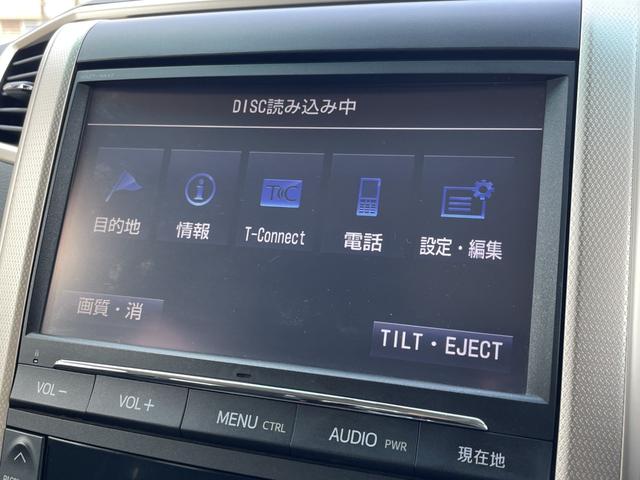 DISC読み込み中
目的地
情報
T-Connect
電話
設定・編集
画質・消
TILT・EJECT
VOL－
VOL＋
MENU CTRL
AUDIO PWR
現在地